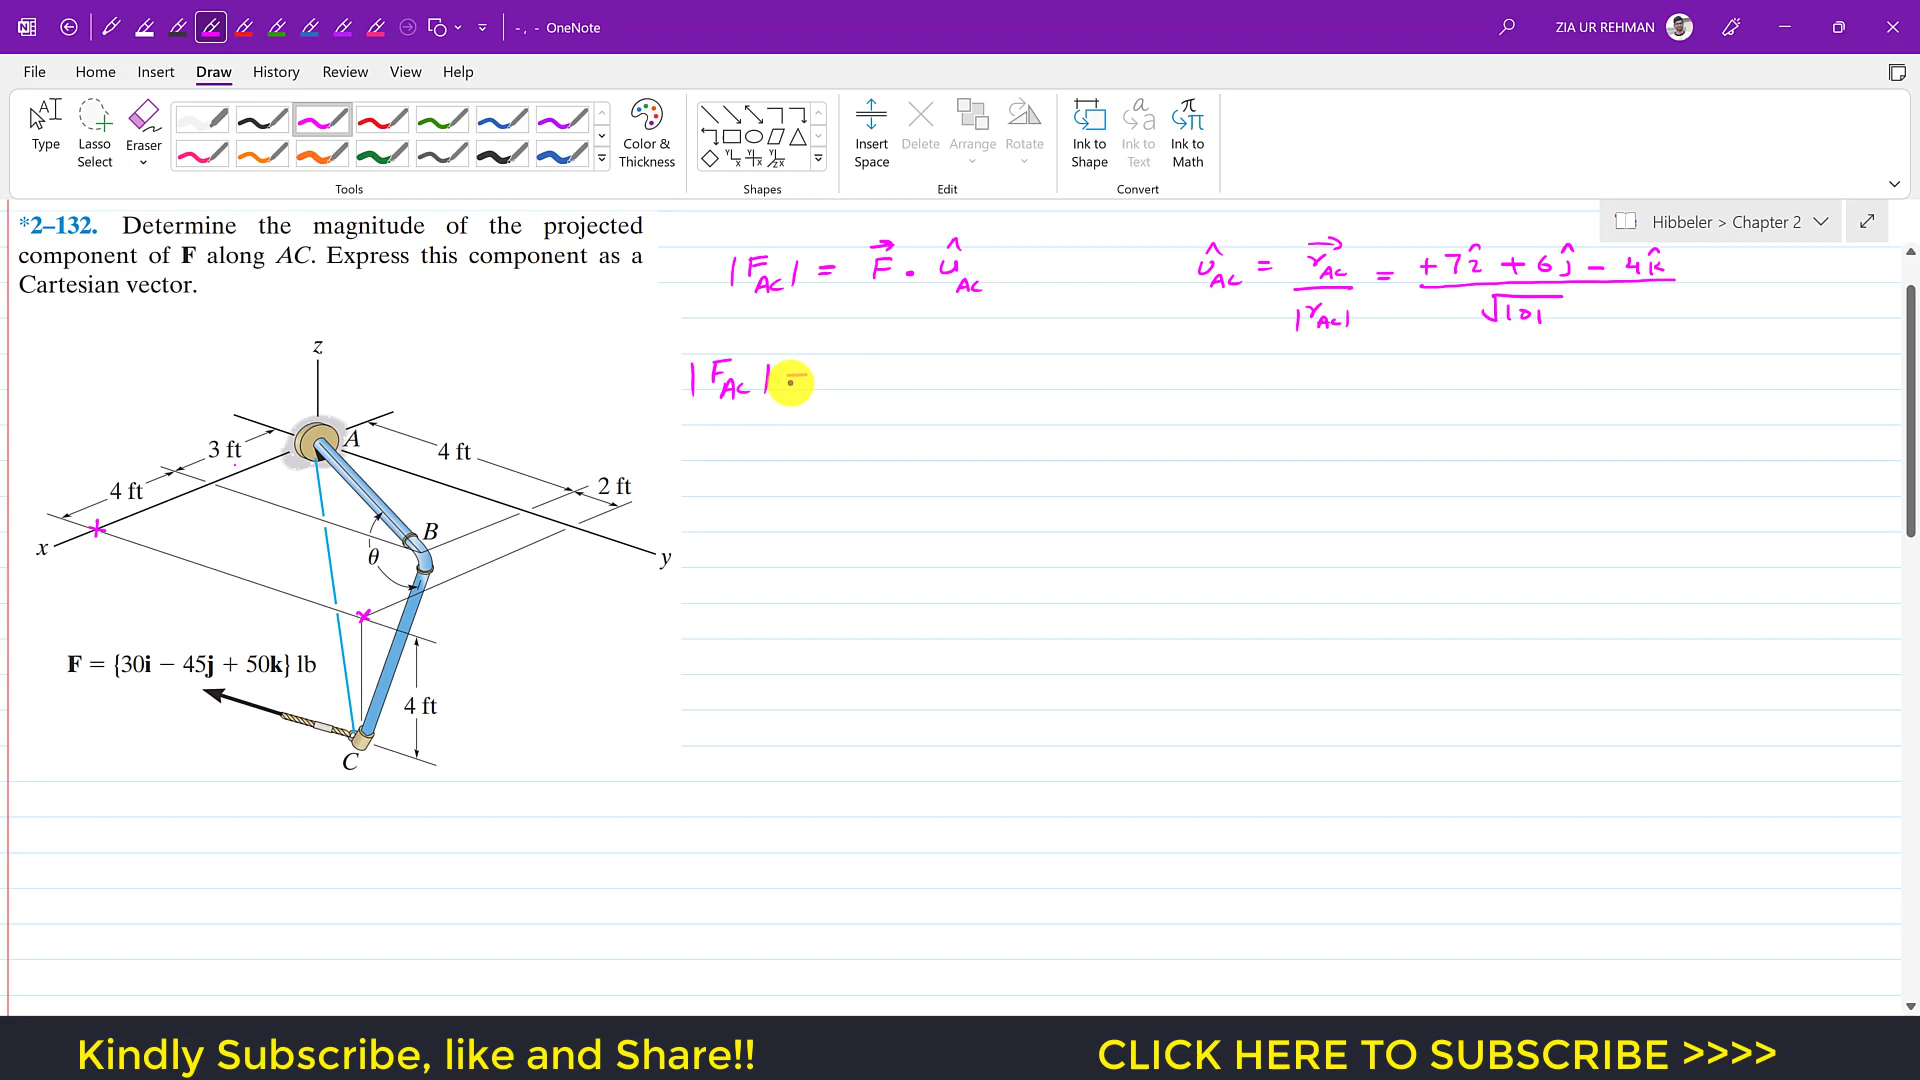 - , - OneNote
ZIA UR REHMAN
File Home Insert Draw History Review View Help
Type Lasso Select Eraser Color & Thickness Insert Space Delete Arrange Rotate Ink to Shape Ink to Text Ink to Math
Tools Shapes Edit Convert
Hibbeler > Chapter 2
*2–132. Determine the magnitude of the projected
component of F along AC. Express this component as a
Cartesian vector.
|F_AC| = F⃗ · û_AC
û_AC = r⃗_AC / |r_AC| = +7î + 6ĵ − 4k̂ / √101
|F_AC| =
z
A
3 ft
4 ft
4 ft
2 ft
B
x
θ
y
F = {30i − 45j + 50k} lb
4 ft
C
Kindly Subscribe, like and Share!!
CLICK HERE TO SUBSCRIBE >>>>